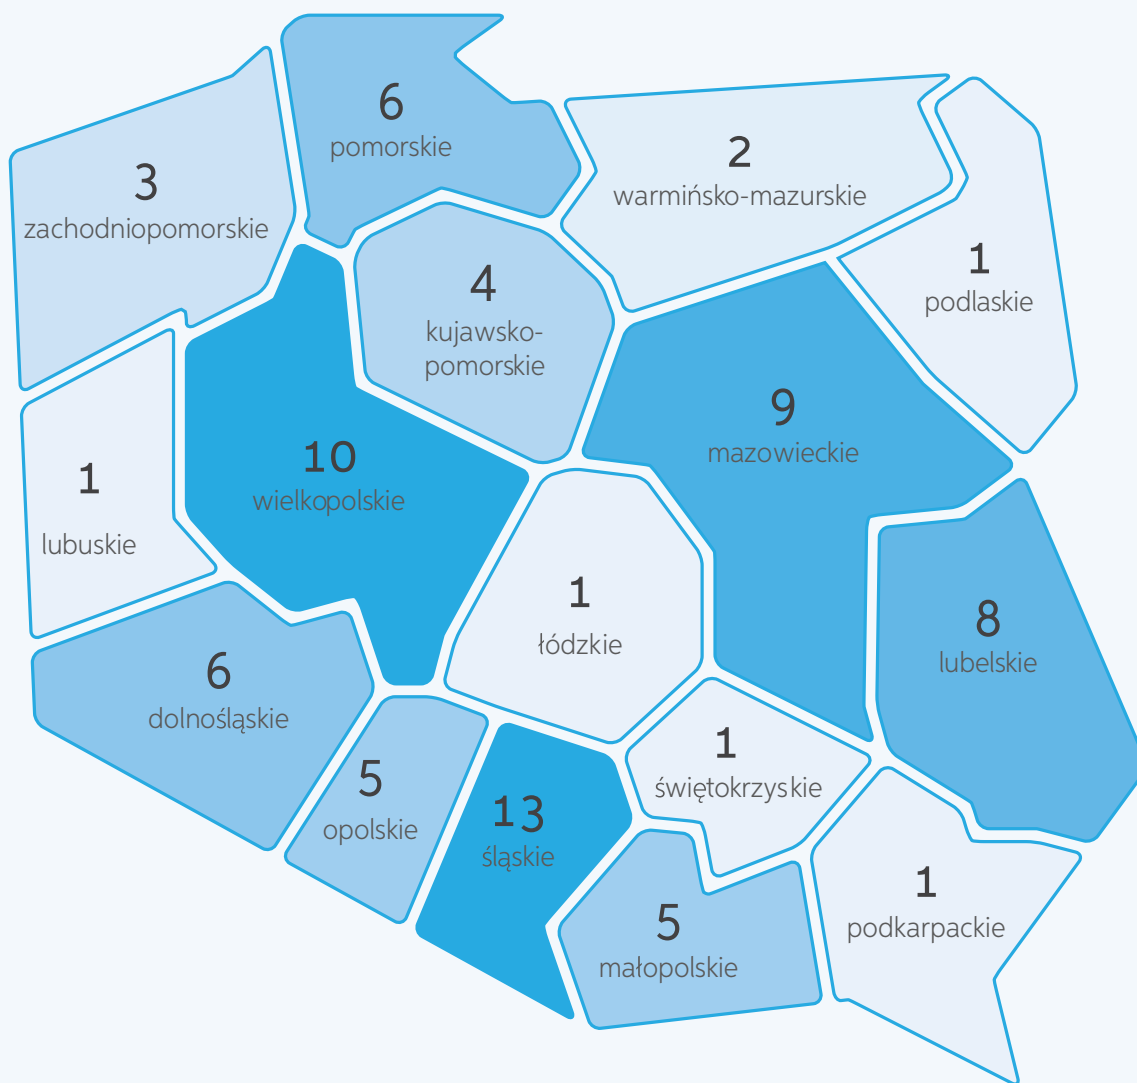 6
pomorskie
2
warmińsko-mazurskie
3
zachodniopomorskie
1
podlaskie
4
kujawsko-
pomorskie
9
mazowieckie
10
wielkopolskie
1
lubuskie
1
łódzkie
8
lubelskie
6
dolnośląskie
1
świętokrzyskie
5
opolskie
13
śląskie
1
podkarpackie
5
małopolskie